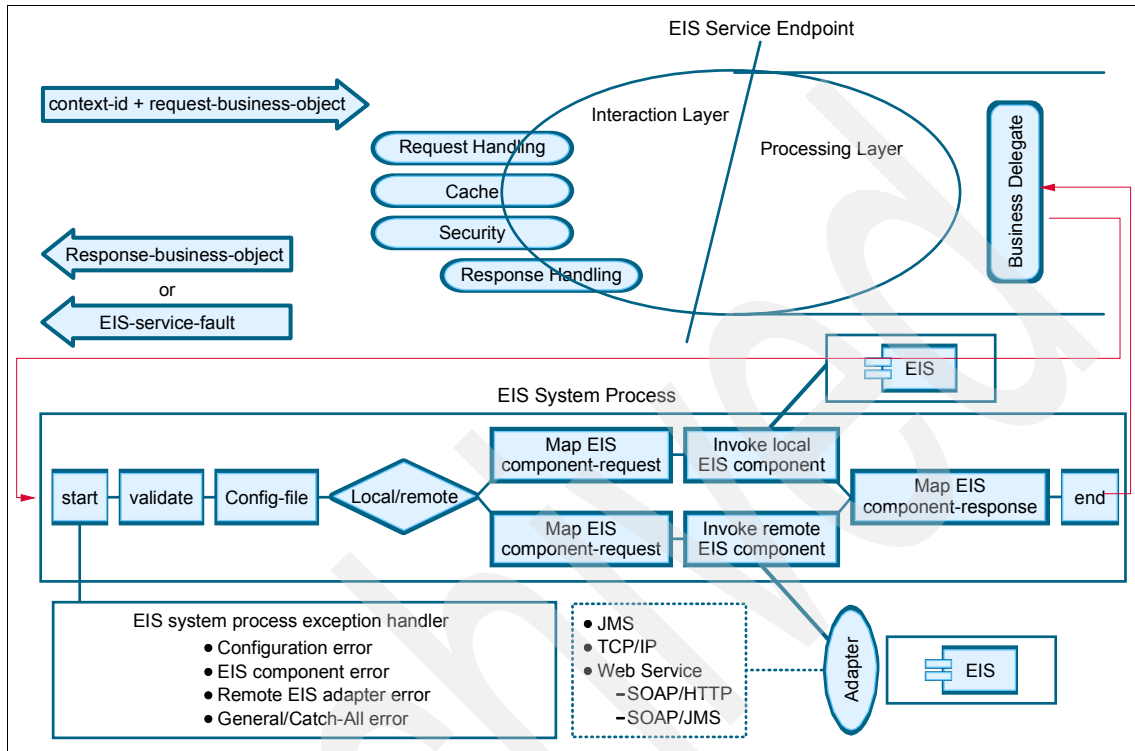 EIS Service Endpoint
context-id + request-business-object
Interaction Layer
Processing Layer
Request Handling
Cache
Security
Response Handling
Business Delegate
Response-business-object
or
EIS-service-fault
EIS
EIS System Process
start
validate
Config-file
Local/remote
Map EIS
component-request
Invoke local
EIS component
Map EIS
component-request
Invoke remote
EIS component
Map EIS
component-response
end
EIS system process exception handler
● Configuration error
● EIS component error
● Remote EIS adapter error
● General/Catch-All error
● JMS
● TCP/IP
● Web Service
–SOAP/HTTP
–SOAP/JMS
Adapter
EIS